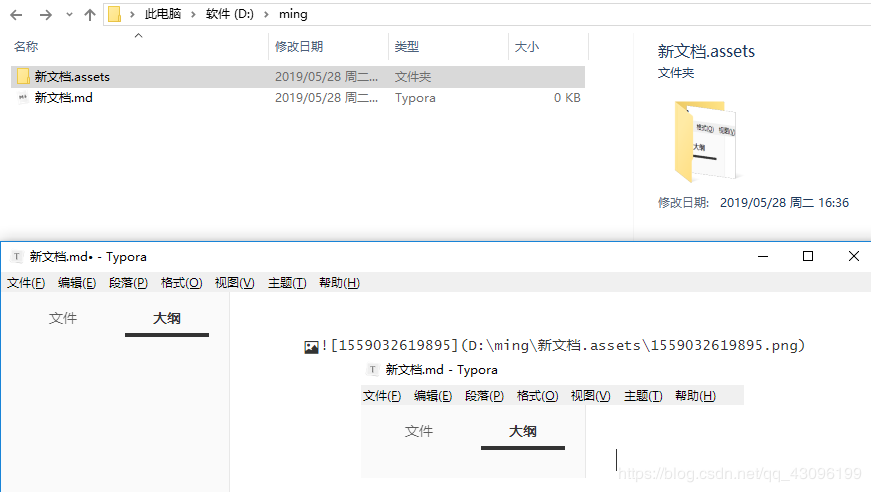 此电脑 软件 (D:) ming
名称 修改日期 类型 大小
新文档.assets 2019/05/28 周二... 文件夹
新文档.md 2019/05/28 周二... Typora 0 KB
新文档.assets
文件夹
格式(O) 视图(V)
大纲
修改日期: 2019/05/28 周二 16:36
T 新文档.md• - Typora
文件(F) 编辑(E) 段落(P) 格式(O) 视图(V) 主题(T) 帮助(H)
文件 大纲
![1559032619895](D:\ming\新文档.assets\1559032619895.png)
T 新文档.md - Typora
文件(F) 编辑(E) 段落(P) 格式(O) 视图(V) 主题(T) 帮助(H)
文件 大纲
https://blog.csdn.net/qq_43096199